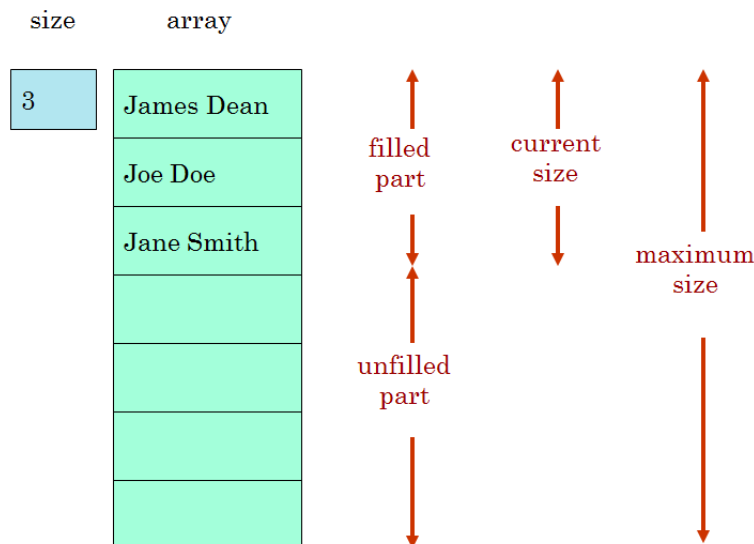 size
array
3
James Dean
Joe Doe
Jane Smith
filled
part
current
size
maximum
size
unfilled
part